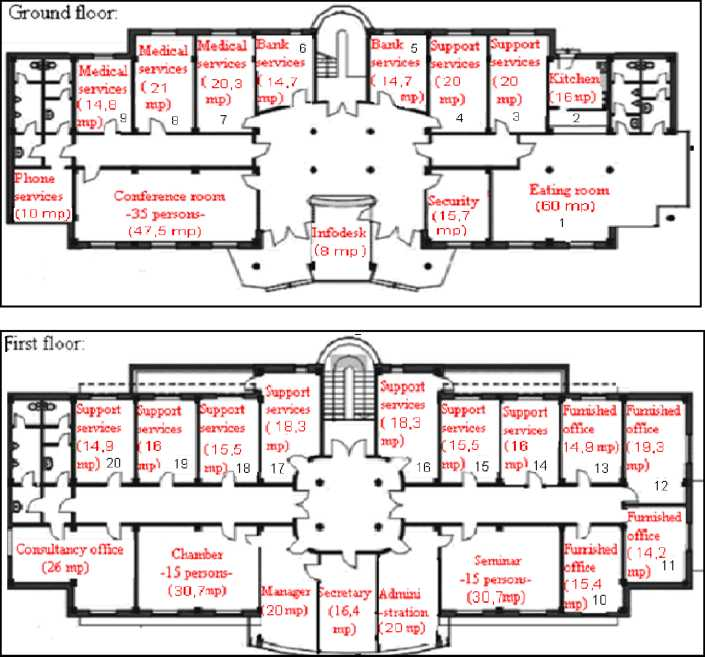 Ground floor:
Medical
services
(14,8
mp)
9
Medical
services
(21
mp)
8
Medical
services
(20,3
mp)
7
Bank
services
(14,7
mp)
6
Bank
services
(14,7
mp)
5
Support
services
(20
mp)
4
Support
services
(20
mp)
3
Kitchen
(16 mp)
2
Phone
services
(10 mp)
Conference room
-35 persons-
(47,5 mp)
Infodesk
(8 mp)
Security
(15,7
mp)
Eating room
(60 mp)
1
First floor:
Support
services
(14,9
mp)
20
Support
services
(16
mp)
19
Support
services
(15,5
mp)
18
Support
services
(18,3
mp)
17
Support
services
(18,3
mp)
16
Support
services
(15,5
mp)
15
Support
services
(16
mp)
14
Furnished
office
14,9 mp)
13
Furnished
office
(19,3
mp)
12
Consultancy office
(26 mp)
Chamber
-15 persons-
(30,7mp)
Manager
(20 mp)
Secretary
(16,4
mp)
Admini
-stration
(20 mp)
Seminar
-15 persons-
(30,7mp)
Furnished
office
(15,4
mp)
10
Furnished
office
(14,2
mp)
11